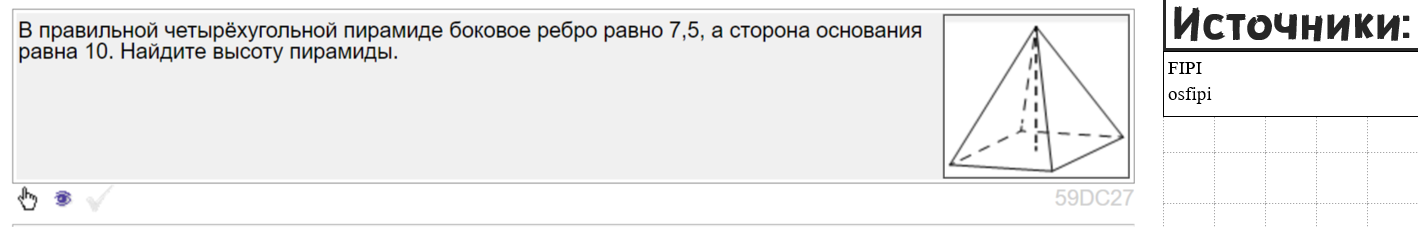 В правильной четырёхугольной пирамиде боковое ребро равно 7,5, а сторона основания
равна 10. Найдите высоту пирамиды.
59DC27
Источники:
FIPI
osfipi